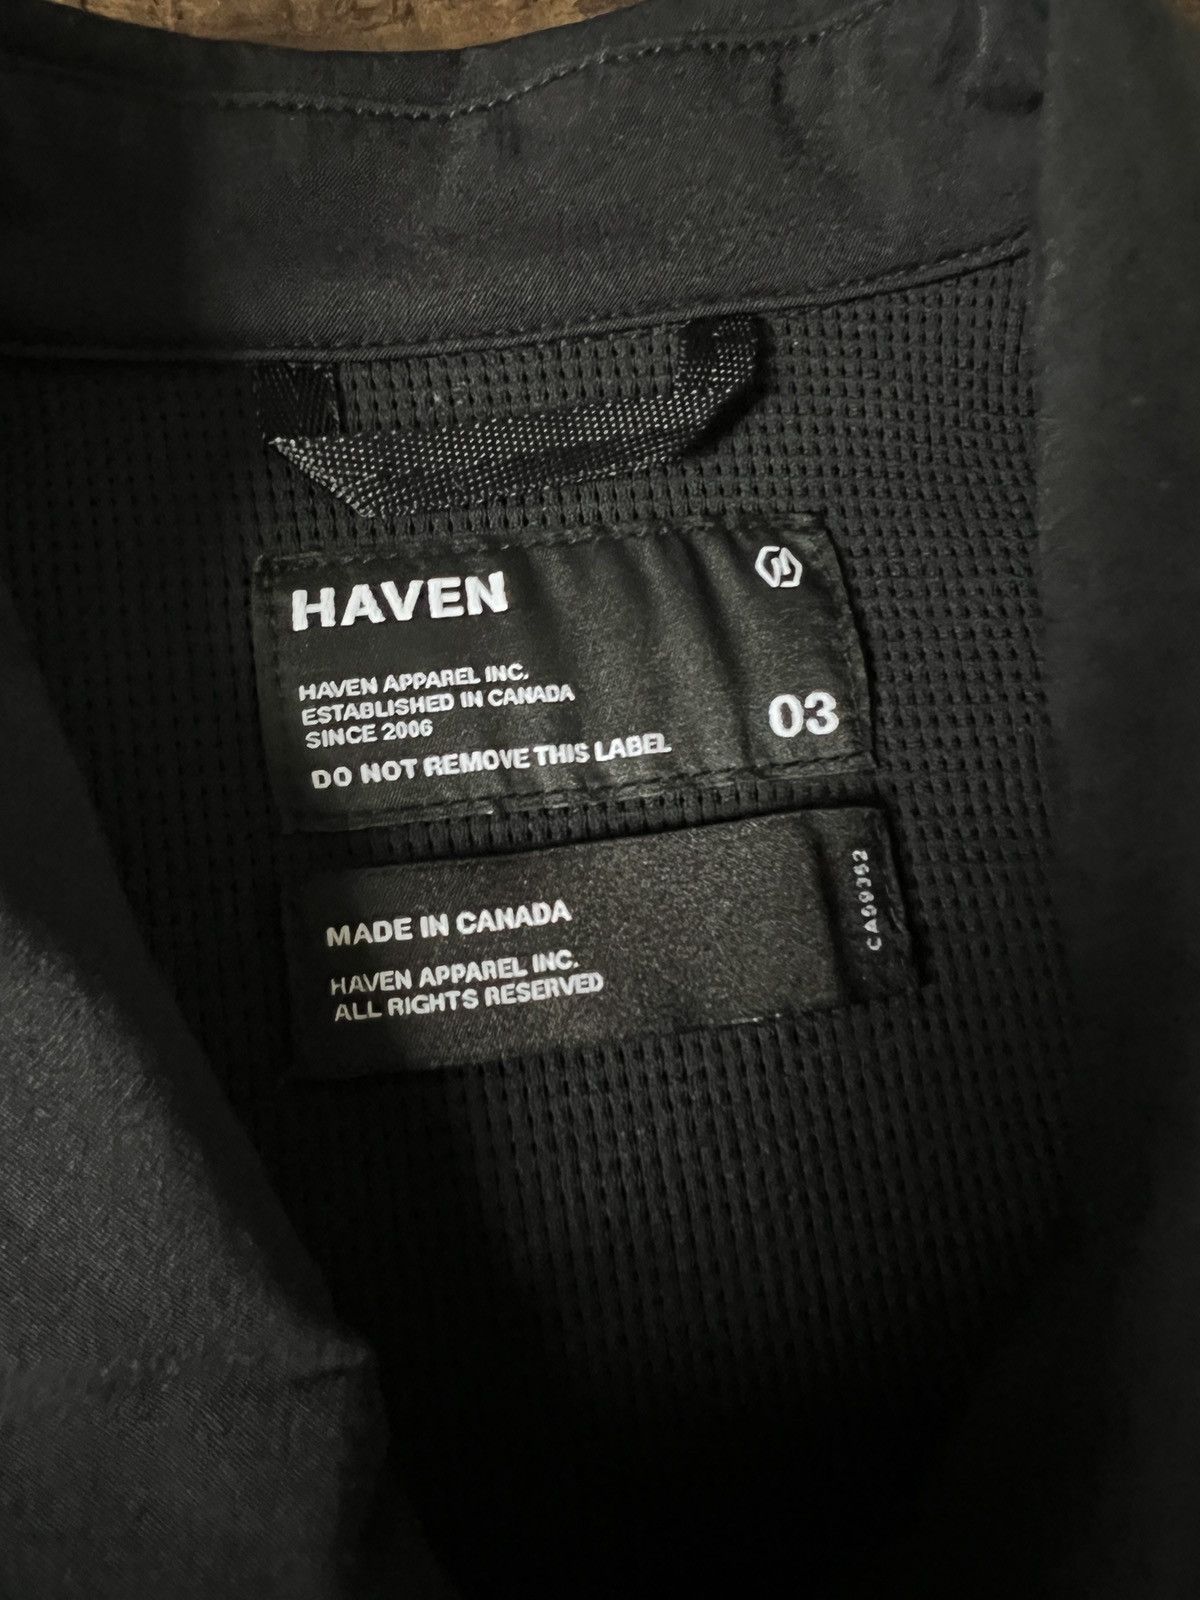 HAVEN
HAVEN APPAREL INC.
ESTABLISHED IN CANADA
SINCE 2006
DO NOT REMOVE THIS LABEL
03
MADE IN CANADA
HAVEN APPAREL INC.
ALL RIGHTS RESERVED
CA99362